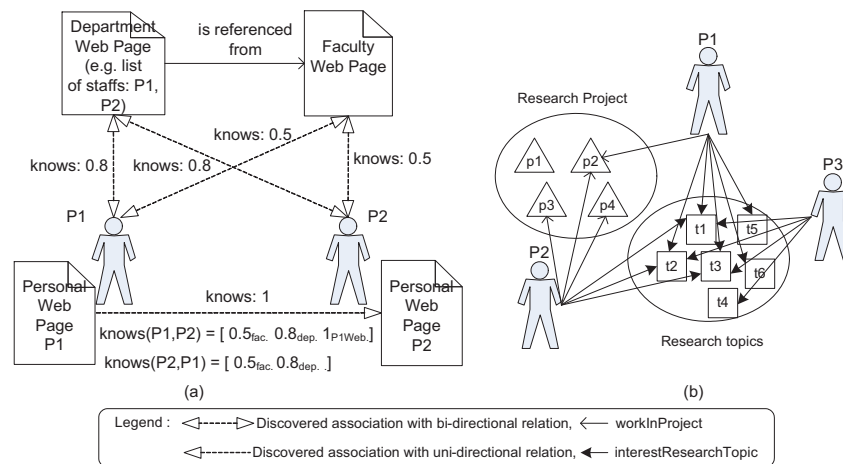 Department
Web Page
(e.g. list
of staffs: P1,
P2)
is referenced
from
Faculty
Web Page
knows: 0.5
knows: 0.8
knows: 0.8
knows: 0.5
P1
P2
Personal
Web
Page
P1
knows: 1
Personal
Web
Page
P2
knows(P1,P2) = [ 0.5fac. 0.8dep. 1P1Web.]
knows(P2,P1) = [ 0.5fac. 0.8dep. .]
(a)
P1
Research Project
p1
p2
p3
p4
P3
P2
t1
t5
t2
t3
t6
t4
Research topics
(b)
Legend :
Discovered association with bi-directional relation,
workInProject
Discovered association with uni-directional relation,
interestResearchTopic